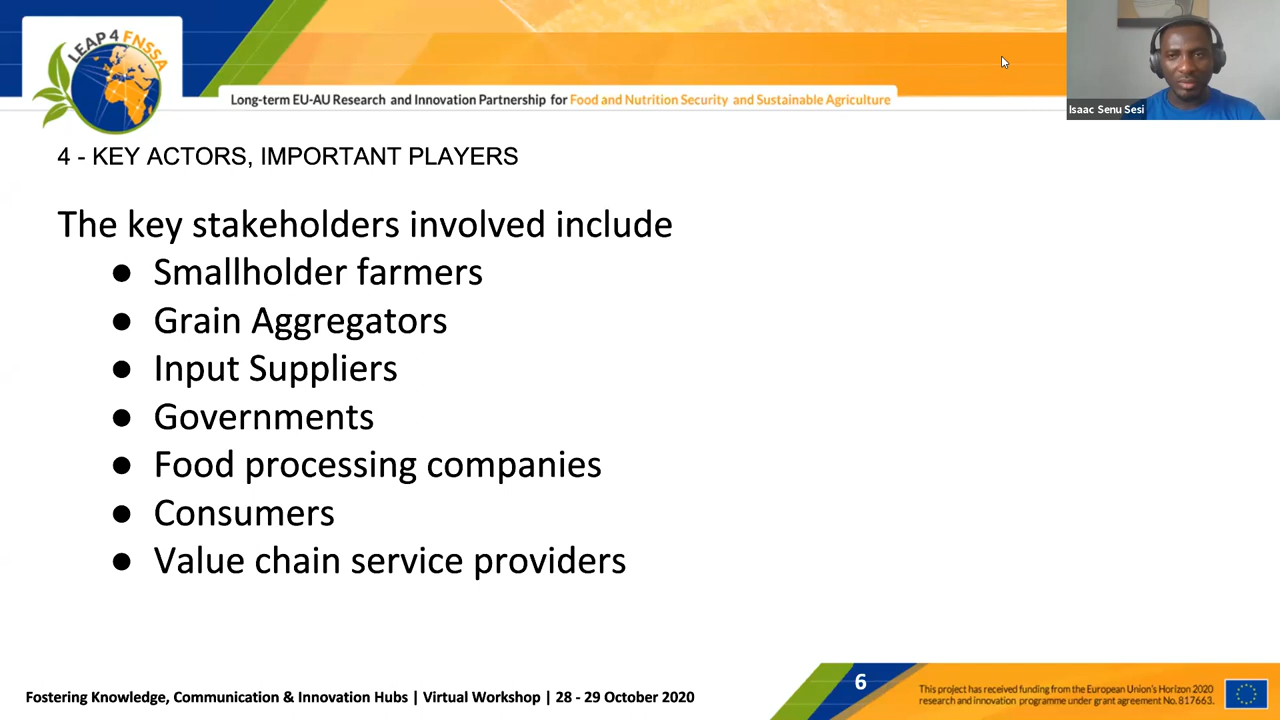 LEAP 4 FNSSA
Long-term EU-AU Research and Innovation Partnership for Food and Nutrition Security and Sustainable Agriculture
Isaac Senu Sesi
4 - KEY ACTORS, IMPORTANT PLAYERS
The key stakeholders involved include
● Smallholder farmers
● Grain Aggregators
● Input Suppliers
● Governments
● Food processing companies
● Consumers
● Value chain service providers
Fostering Knowledge, Communication & Innovation Hubs | Virtual Workshop | 28 - 29 October 2020
6
This project has received funding from the European Union's Horizon 2020
research and innovation programme under grant agreement No. 817663.